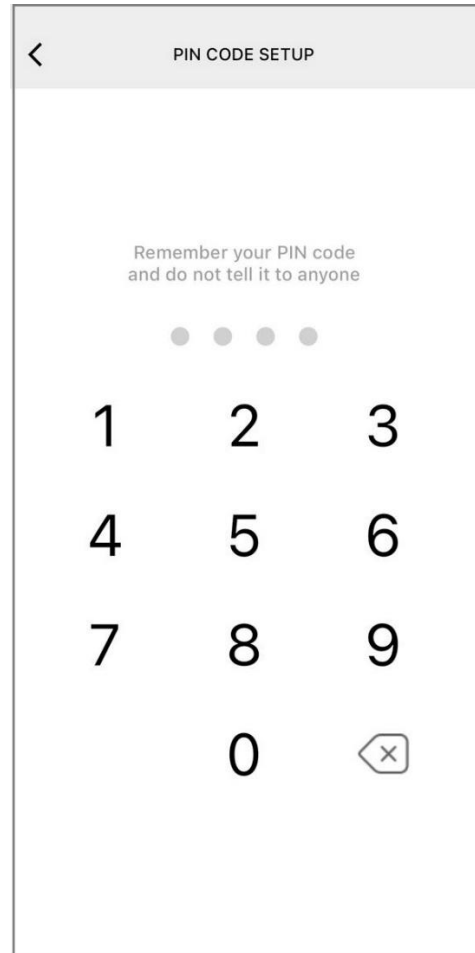 PIN CODE SETUP
Remember your PIN code
and do not tell it to anyone
1 2 3
4 5 6
7 8 9
0